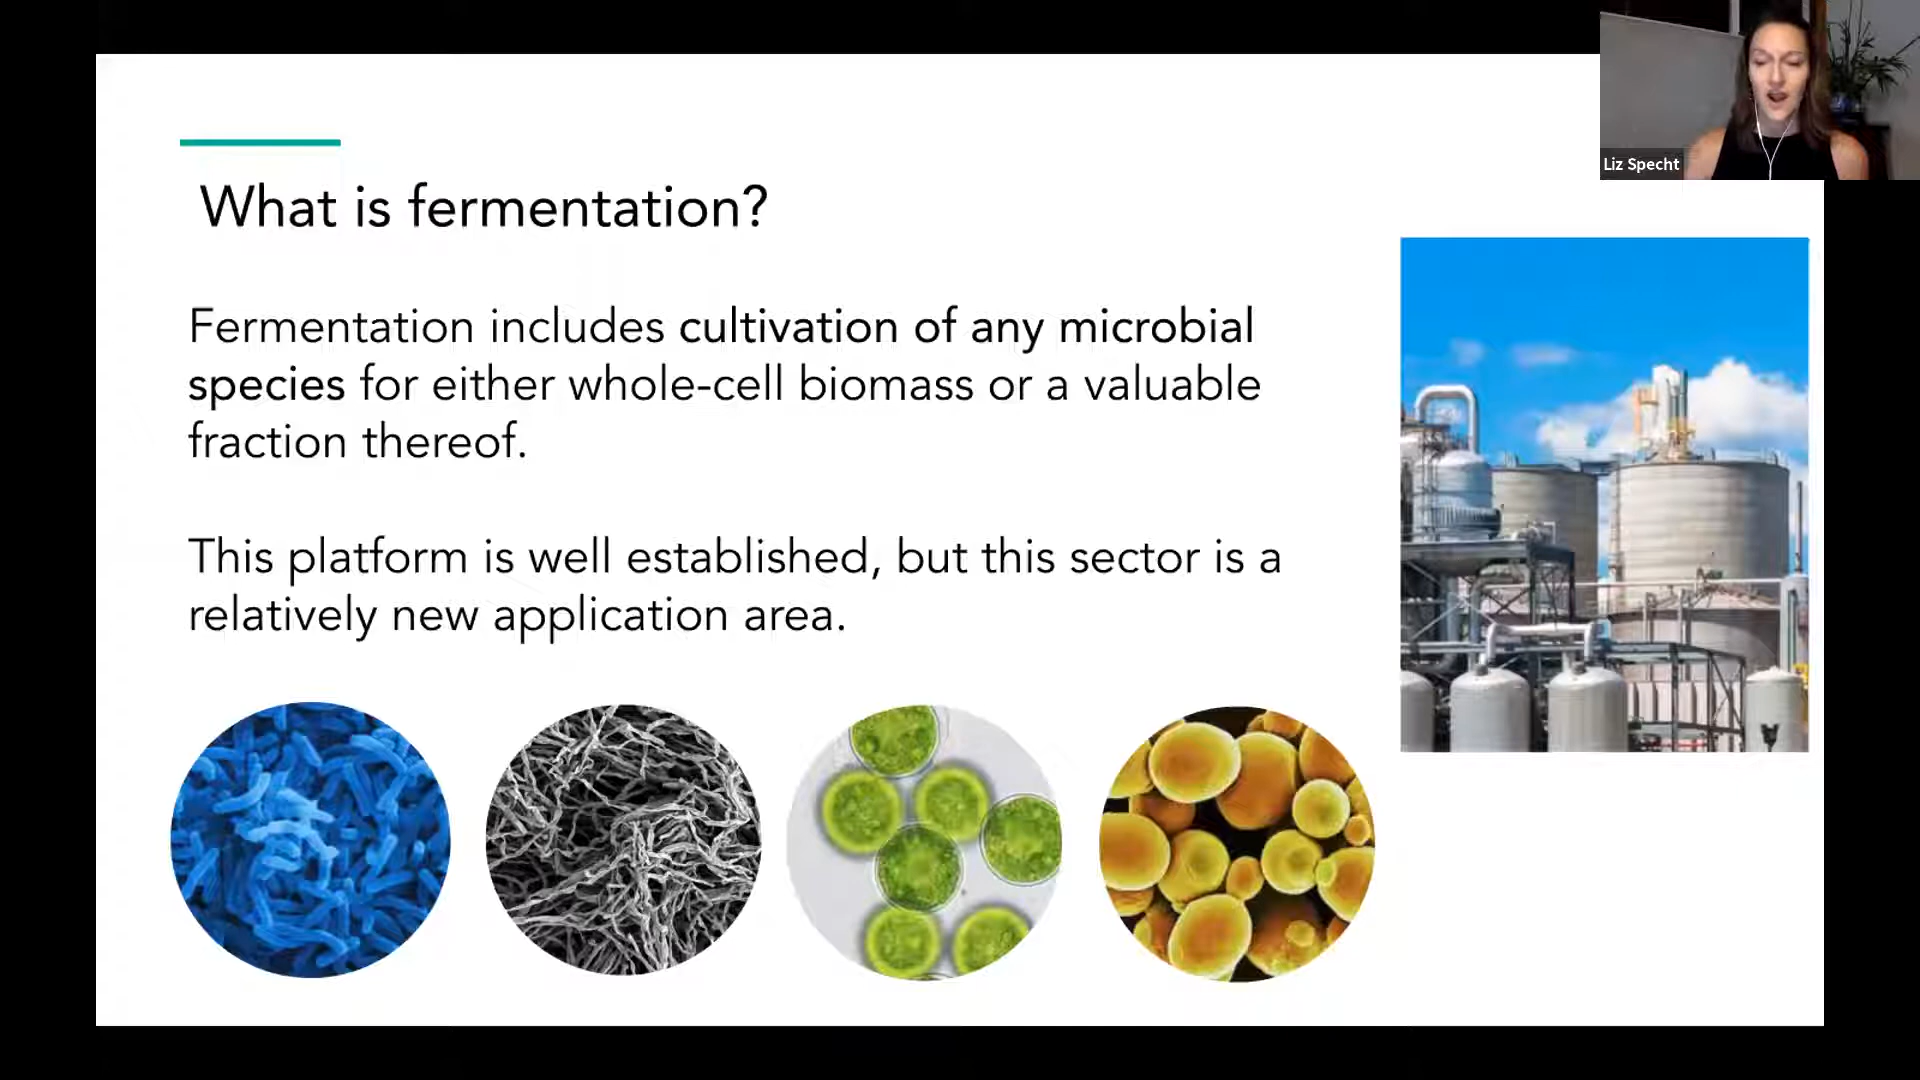 Liz Specht
What is fermentation?
Fermentation includes cultivation of any microbial
species for either whole-cell biomass or a valuable
fraction thereof.
This platform is well established, but this sector is a
relatively new application area.